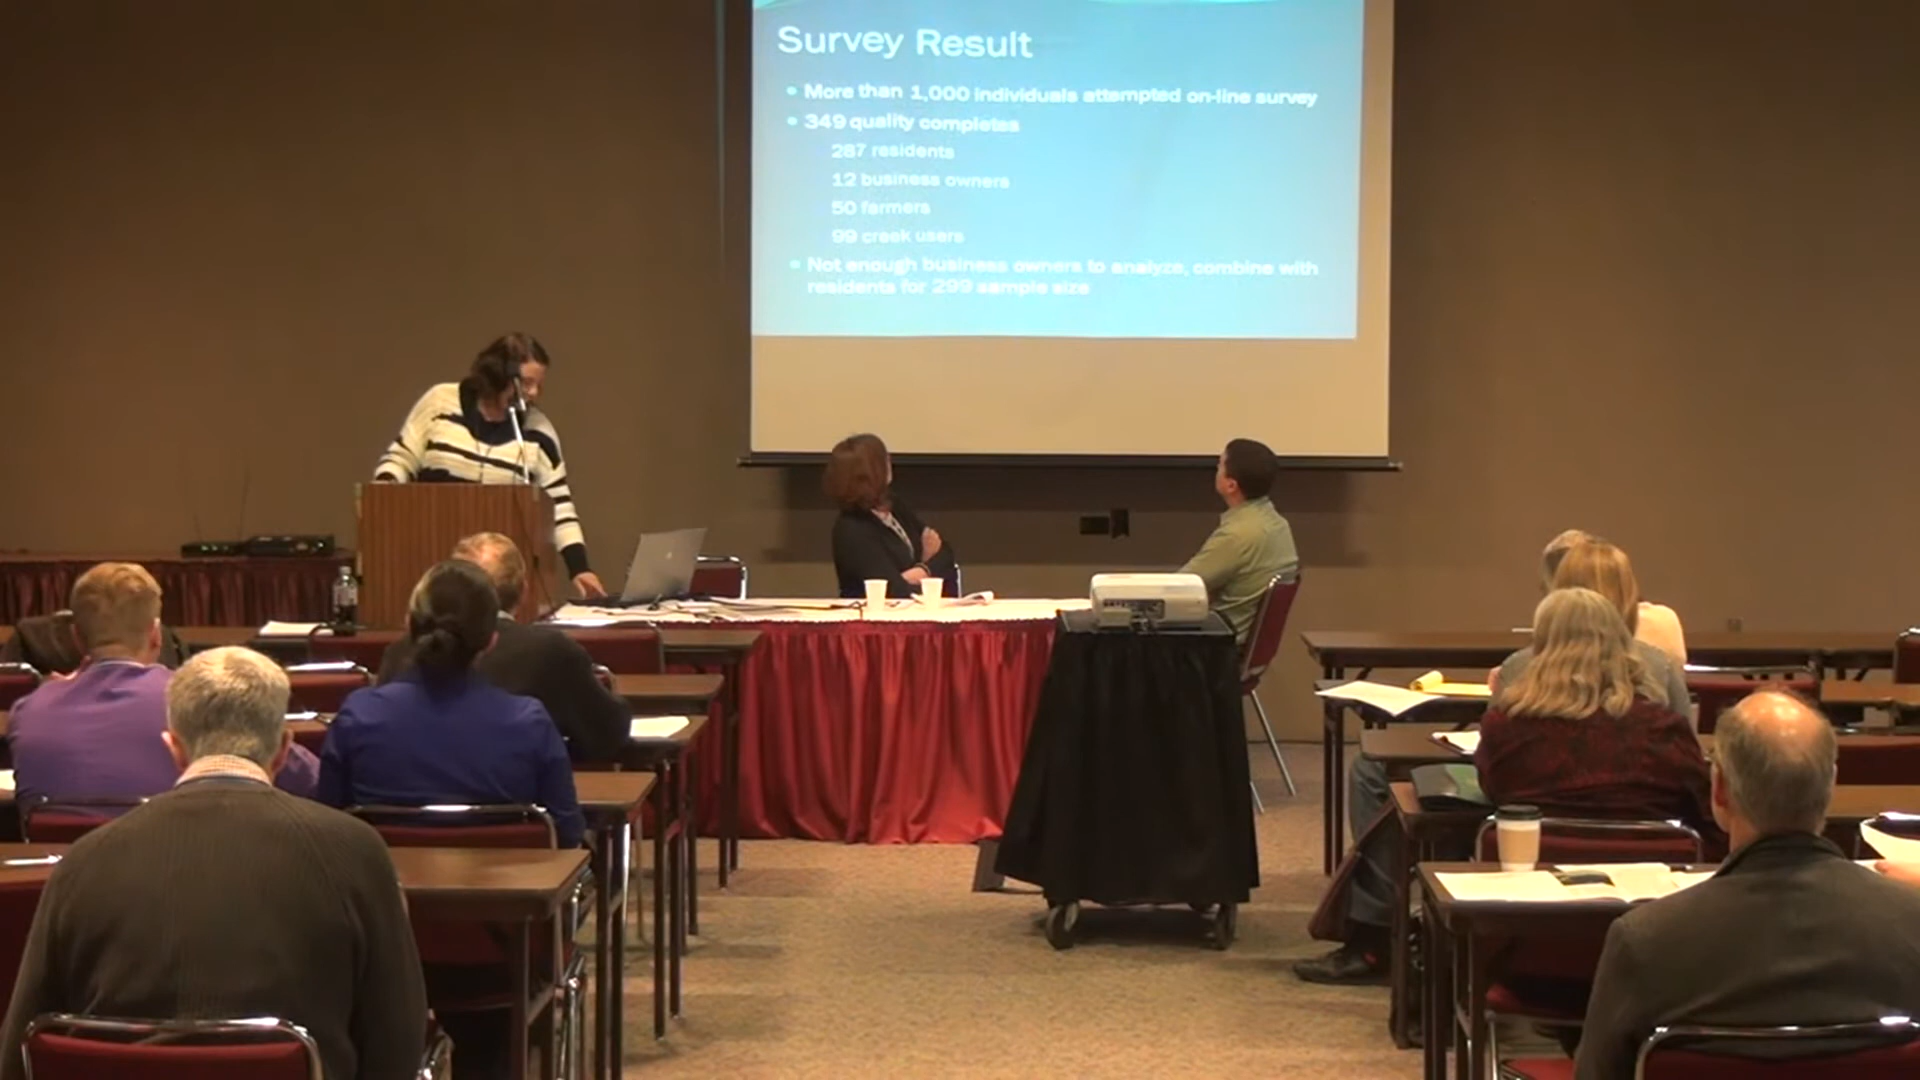 Survey Result
• More than 1,000 individuals attempted on-line survey
• 349 quality completes
287 residents
12 business owners
50 farmers
99 creek users
• Not enough business owners to analyze, combine with
residents for 299 sample size